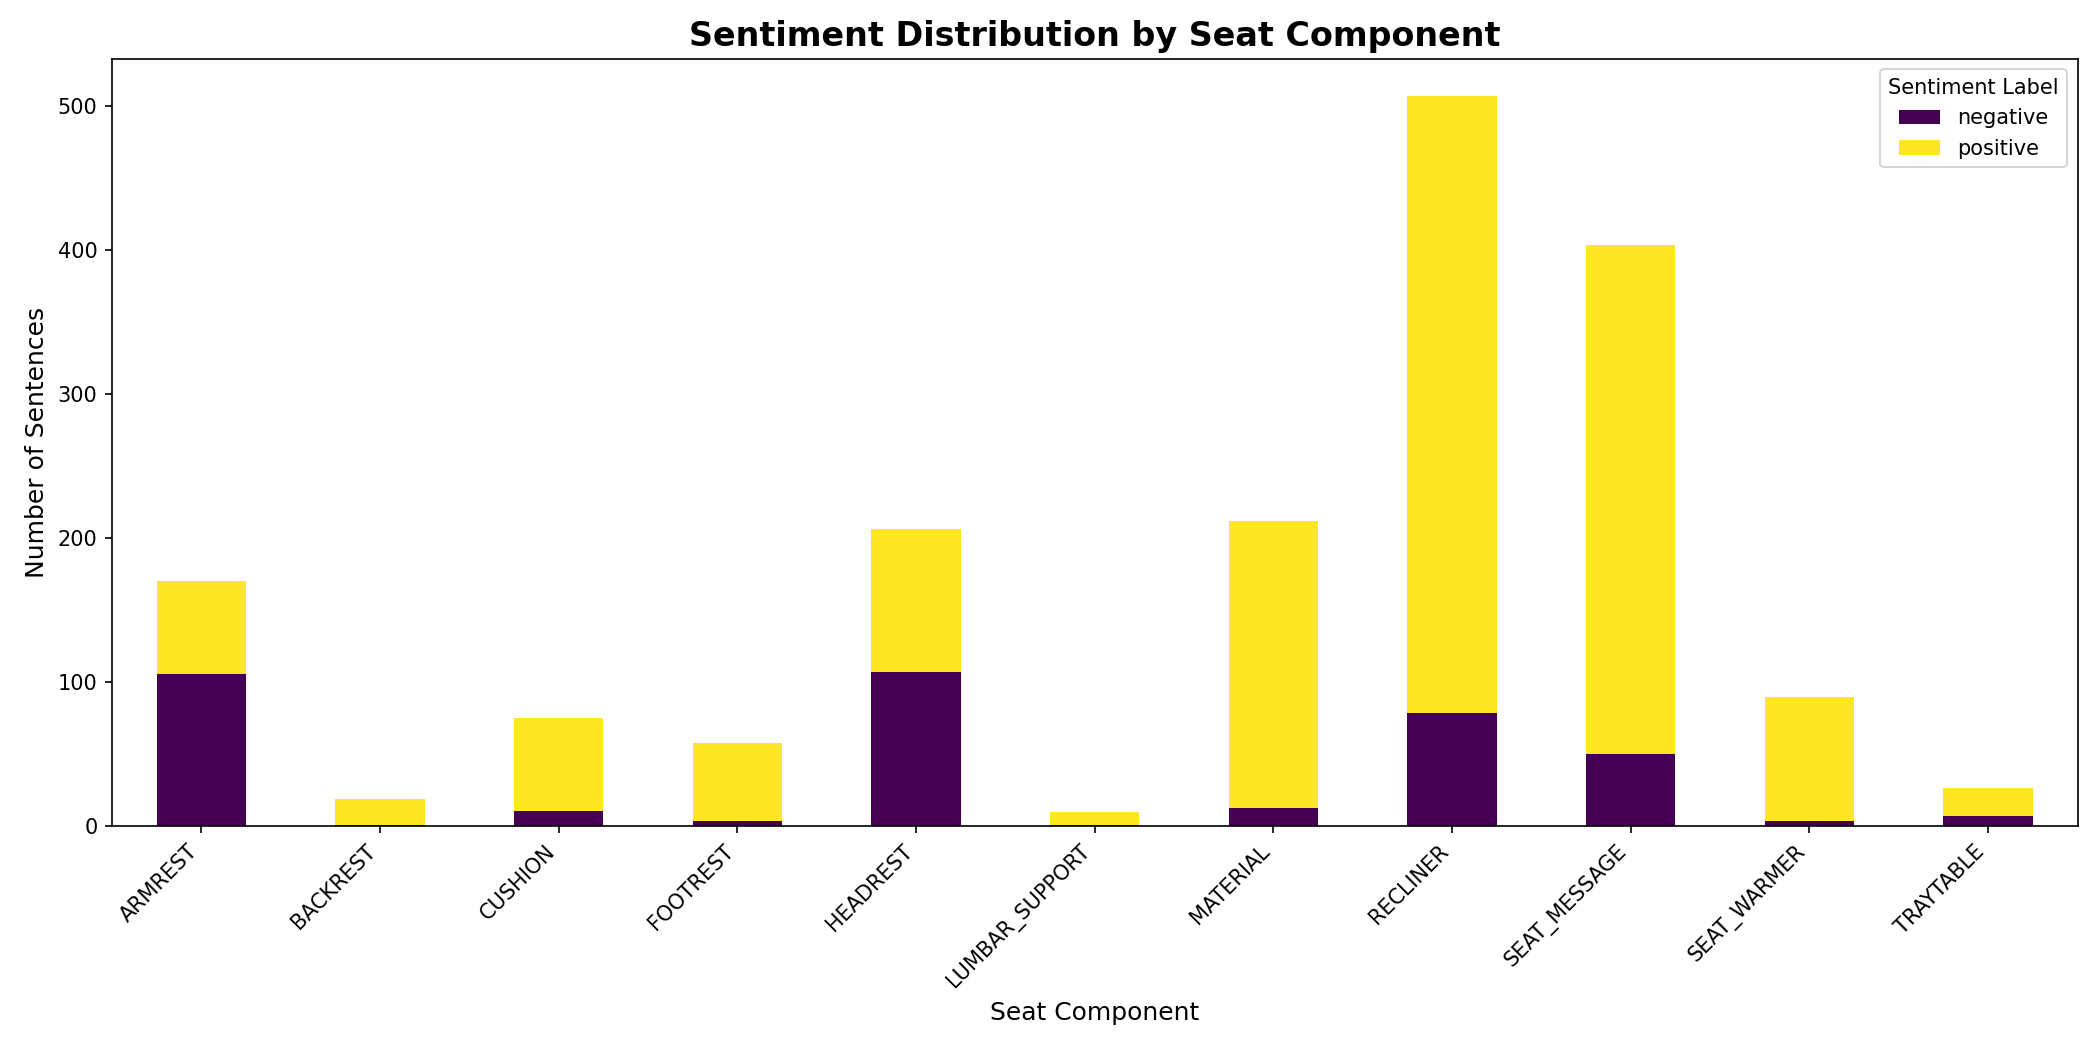 Sentiment Distribution by Seat Component
Sentiment Label
negative
positive
Number of Sentences
500
400
300
200
100
0
ARMREST
BACKREST
CUSHION
FOOTREST
HEADREST
LUMBAR_SUPPORT
MATERIAL
RECLINER
SEAT_MESSAGE
SEAT_WARMER
TRAYTABLE
Seat Component